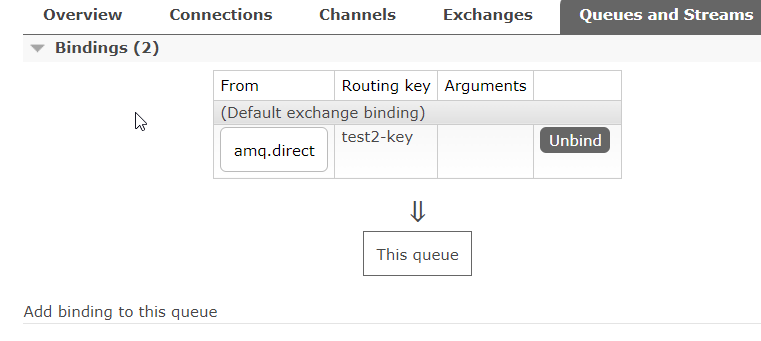 Overview Connections Channels Exchanges Queues and Streams
Bindings (2)
From Routing key Arguments
(Default exchange binding)
amq.direct test2-key Unbind
⇓
This queue
Add binding to this queue